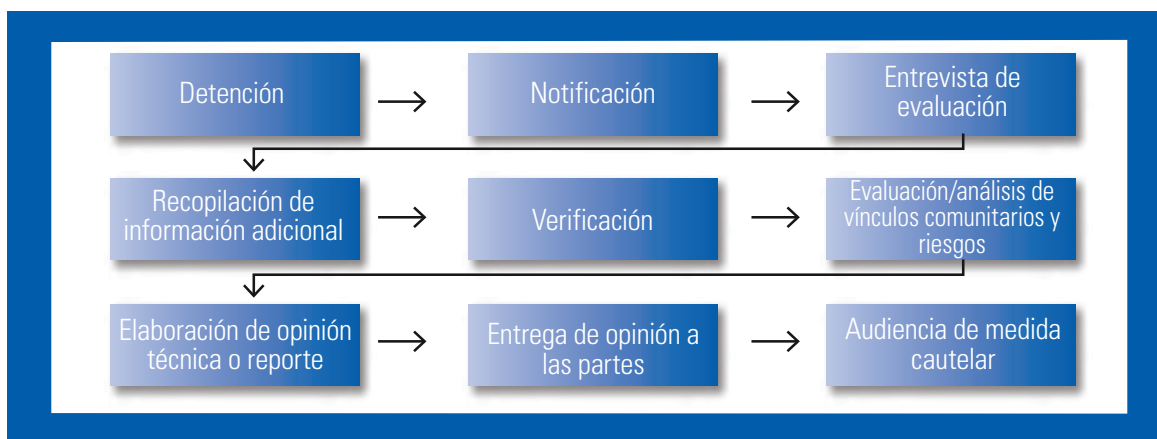 Detención
Notificación
Entrevista de
evaluación
Recopilación de
información adicional
Verificación
Evaluación/análisis de
vínculos comunitarios y
riesgos
Elaboración de opinión
técnica o reporte
Entrega de opinión a
las partes
Audiencia de medida
cautelar